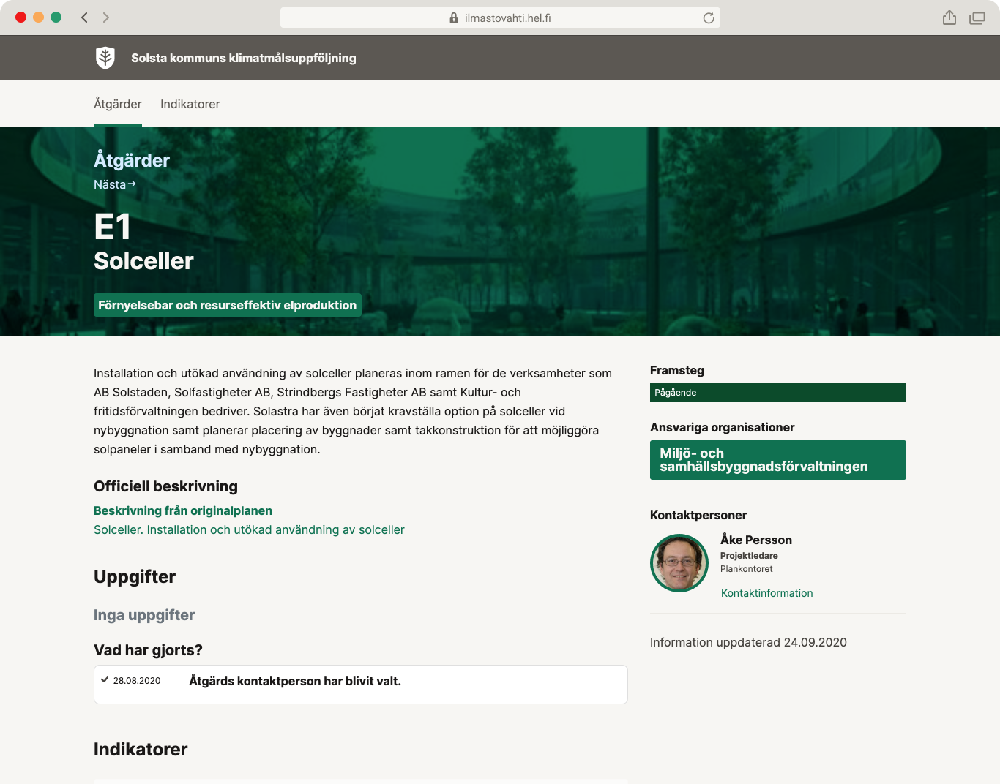 ilmastovahti.hel.fi
Solsta kommuns klimatmålsuppföljning
Åtgärder Indikatorer
Åtgärder
Nästa→
E1
Solceller
Förnyelsebar och resurseffektiv elproduktion
Installation och utökad användning av solceller planeras inom ramen för de verksamheter som
AB Solstaden, Solfastigheter AB, Strindbergs Fastigheter AB samt Kultur- och
fritidsförvaltningen bedriver. Solastra har även börjat kravställa option på solceller vid
nybyggnation samt planerar placering av byggnader samt takkonstruktion för att möjliggöra
solpaneler i samband med nybyggnation.
Officiell beskrivning
Beskrivning från originalplanen
Solceller. Installation och utökad användning av solceller
Uppgifter
Inga uppgifter
Vad har gjorts?
28.08.2020 Åtgärds kontaktperson har blivit valt.
Indikatorer
Framsteg
Pågående
Ansvariga organisationer
Miljö- och
samhällsbyggnadsförvaltningen
Kontaktpersoner
Åke Persson
Projektledare
Plankontoret
Kontaktinformation
Information uppdaterad 24.09.2020